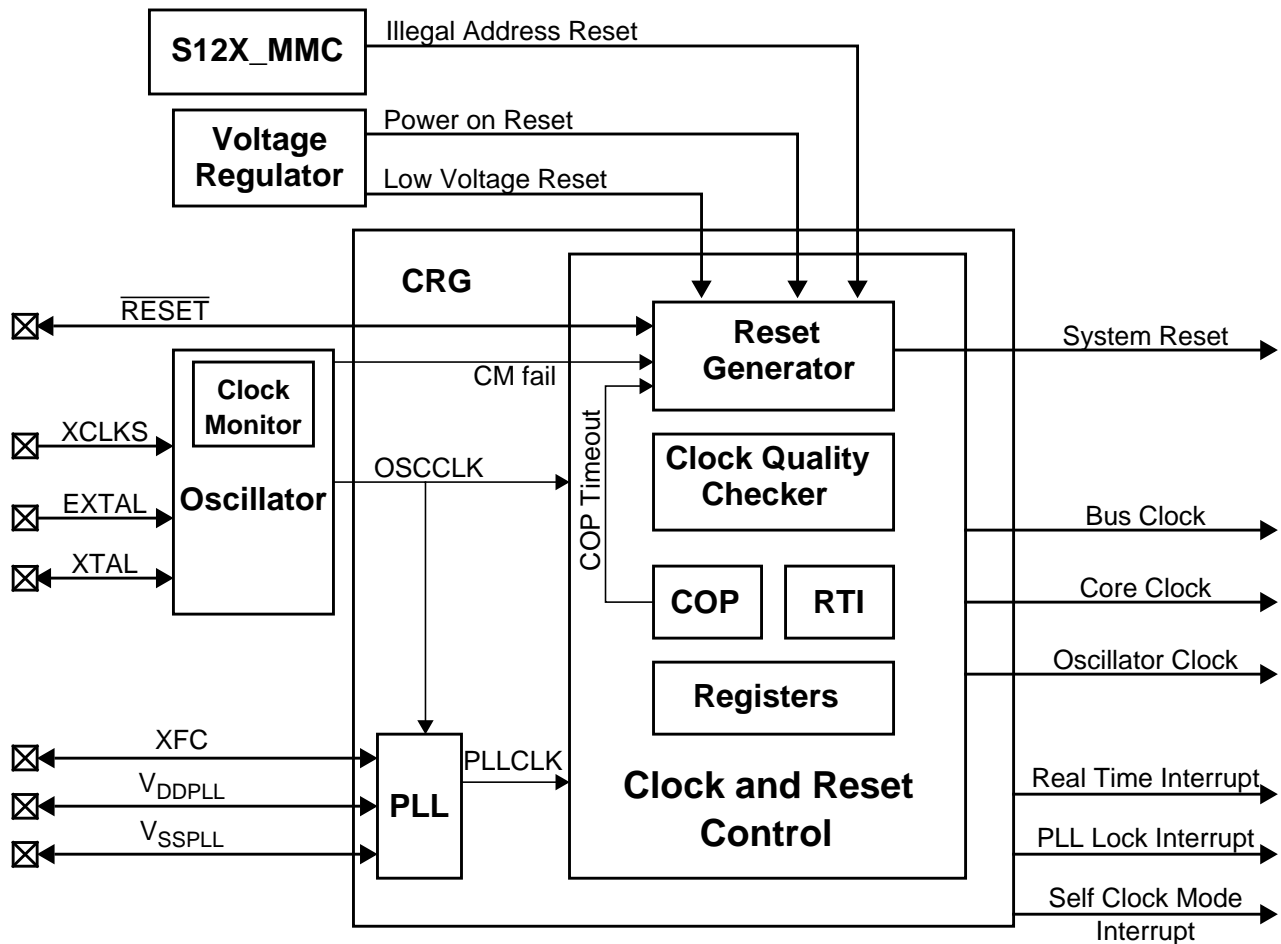 Illegal Address Reset
S12X_MMC
Power on Reset
Voltage
Regulator
Low Voltage Reset
CRG
RESET
Reset
Generator
System Reset
CM fail
Clock
Monitor
XCLKS
COP Timeout
OSCCLK
Clock Quality
Checker
Oscillator
EXTAL
Bus Clock
XTAL
COP
RTI
Core Clock
Oscillator Clock
Registers
XFC
PLLCLK
VDDPLL
PLL
VSSPLL
Clock and Reset
Control
Real Time Interrupt
PLL Lock Interrupt
Self Clock Mode
Interrupt